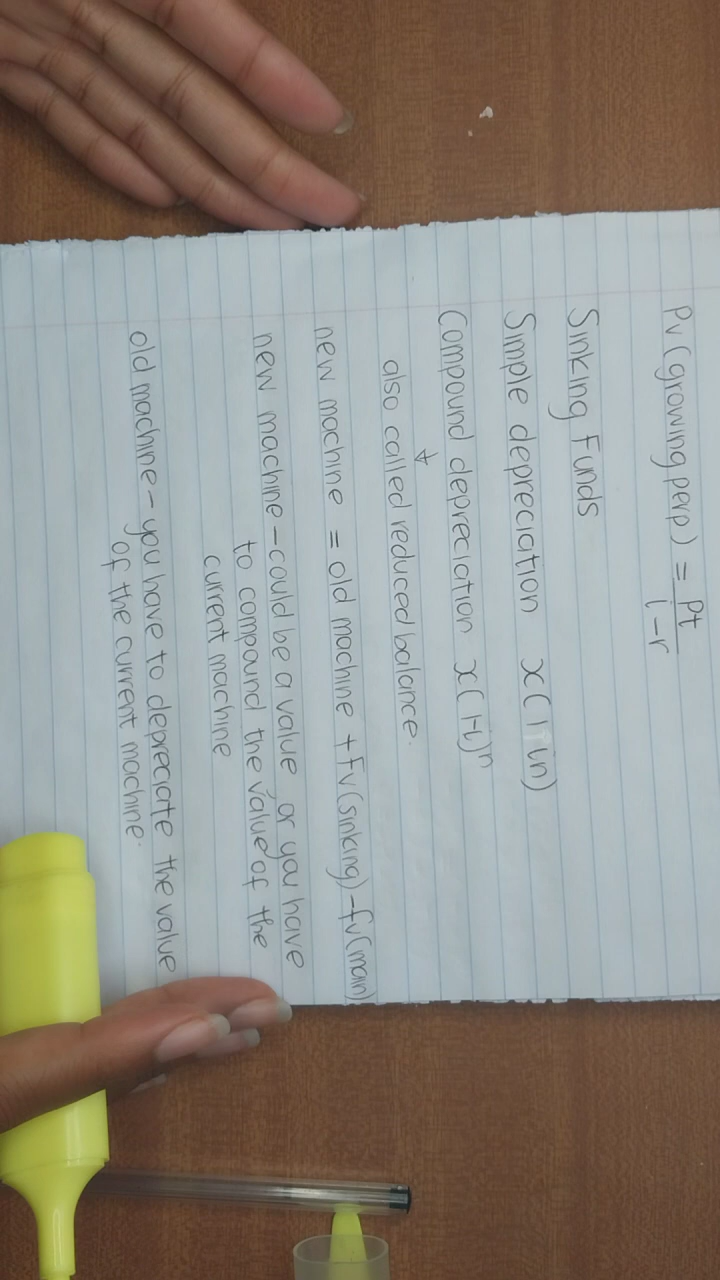 Pv(growing perp) = pt
i-r
Sinking Funds
Simple depreciation x(1-in)
Compound depreciation x(1-i)ⁿ
↓
also called reduced balance.
new machine = old machine + fv(sinking) - fv(main)
new machine - could be a value or you have
to compound the value of the
current machine
old machine - you have to depreciate the value
of the current machine.